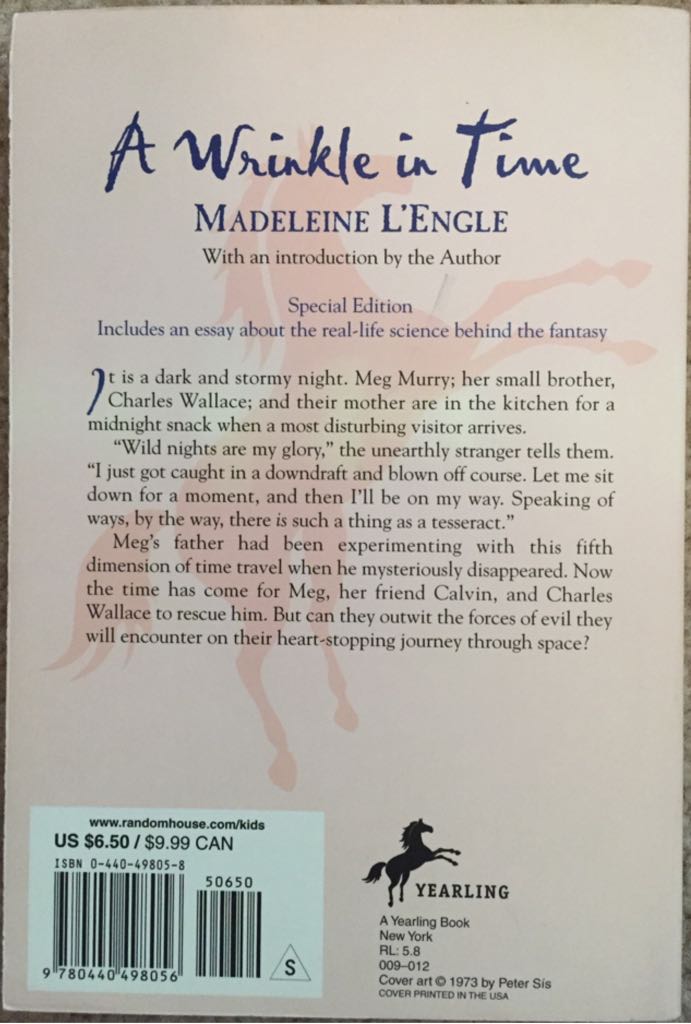 A Wrinkle in Time
MADELEINE L'ENGLE
With an introduction by the Author
Special Edition
Includes an essay about the real-life science behind the fantasy
It is a dark and stormy night. Meg Murry; her small brother,
Charles Wallace; and their mother are in the kitchen for a
midnight snack when a most disturbing visitor arrives.
“Wild nights are my glory,” the unearthly stranger tells them.
“I just got caught in a downdraft and blown off course. Let me sit
down for a moment, and then I'll be on my way. Speaking of
ways, by the way, there is such a thing as a tesseract.”
Meg's father had been experimenting with this fifth
dimension of time travel when he mysteriously disappeared. Now
the time has come for Meg, her friend Calvin, and Charles
Wallace to rescue him. But can they outwit the forces of evil they
will encounter on their heart-stopping journey through space?
www.randomhouse.com/kids
US $6.50 / $9.99 CAN
ISBN 0-440-49805-8
50650
9 780440 498056
S
YEARLING
A Yearling Book
New York
RL: 5.8
009–012
Cover art © 1973 by Peter Sís
COVER PRINTED IN THE USA